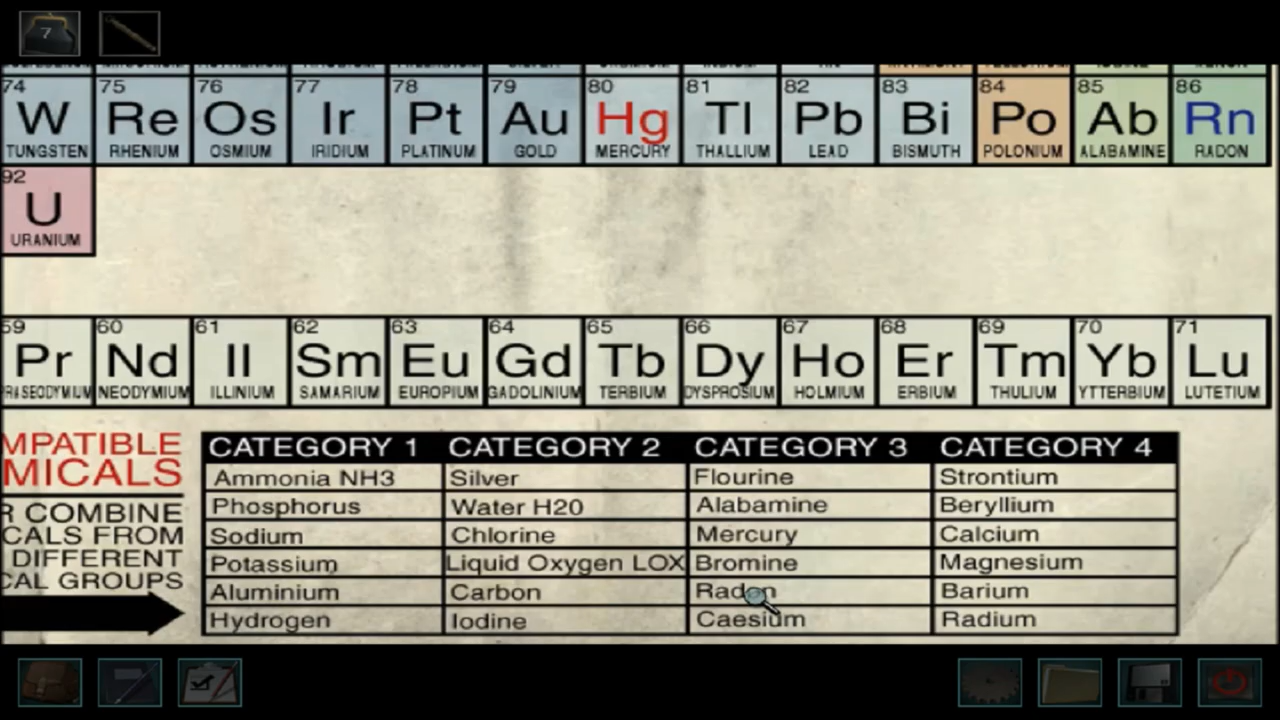 7
74 75 76 77 78 79 80 81 82 83 84 85 86
W Re Os Ir Pt Au Hg Tl Pb Bi Po Ab Rn
TUNGSTEN RHENIUM OSMIUM IRIDIUM PLATINUM GOLD MERCURY THALLIUM LEAD BISMUTH POLONIUM ALABAMINE RADON
92
U
URANIUM
59 60 61 62 63 64 65 66 67 68 69 70 71
Pr Nd Il Sm Eu Gd Tb Dy Ho Er Tm Yb Lu
PRASEODYMIUM NEODYMIUM ILLINIUM SAMARIUM EUROPIUM GADOLINIUM TERBIUM DYSPROSIUM HOLMIUM ERBIUM THULIUM YTTERBIUM LUTETIUM
MPATIBLE
MICALS
R COMBINE
CALS FROM
DIFFERENT
CAL GROUPS
CATEGORY 1 CATEGORY 2 CATEGORY 3 CATEGORY 4
Ammonia NH3 Silver Flourine Strontium
Phosphorus Water H20 Alabamine Beryllium
Sodium Chlorine Mercury Calcium
Potassium Liquid Oxygen LOX Bromine Magnesium
Aluminium Carbon Radon Barium
Hydrogen Iodine Caesium Radium